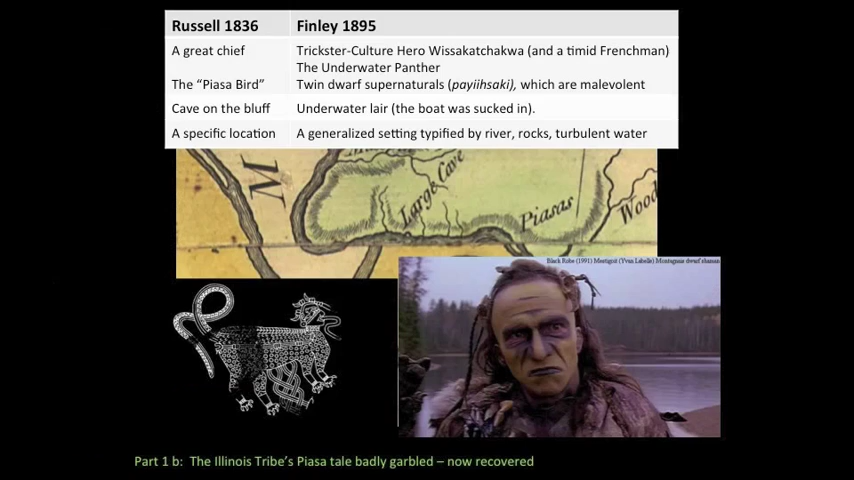 Russell 1836 Finley 1895
A great chief Trickster-Culture Hero Wissakatchakwa (and a timid Frenchman)
The Underwater Panther
The “Piasa Bird” Twin dwarf supernaturals (payiihsaki), which are malevolent
Cave on the bluff Underwater lair (the boat was sucked in).
A specific location A generalized setting typified by river, rocks, turbulent water
M
Large Cave
Piasas
Wood
Black Robe (1991) Mestigoit (Yvan Labelle) Montagnais dwarf shaman
Part 1 b: The Illinois Tribe’s Piasa tale badly garbled – now recovered